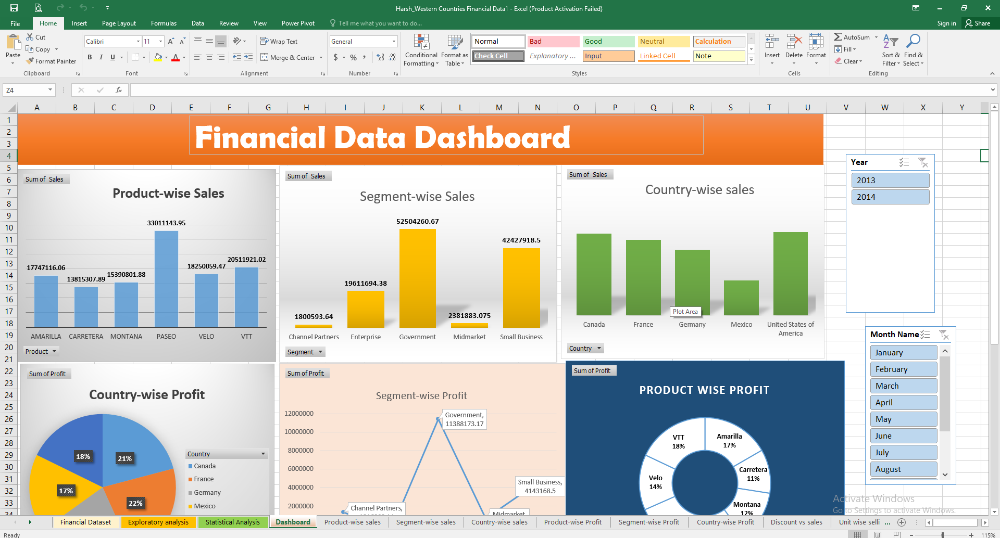 Harsh_Western Countries Financial Data1 - Excel (Product Activation Failed)
File Home Insert Page Layout Formulas Data Review View Power Pivot Tell me what you want to do... Sign in Share
Paste
Cut
Copy
Format Painter
Clipboard
Calibri 11
B I U
Font
Wrap Text
Merge & Center
Alignment
General
$ % ,
Number
Conditional Formatting
Format as Table
Normal Bad Good Neutral Calculation
Check Cell Explanatory ... Input Linked Cell Note
Styles
Insert Delete Format
Cells
AutoSum
Fill
Clear
Sort & Filter
Find & Select
Editing
Z4 fx
A B C D E F G H I J K L M N O P Q R S T U V W X Y
1
2
3
4
5
6
7
8
9
10
11
12
13
14
15
16
17
18
19
20
21
22
23
24
25
26
27
28
29
30
31
32
33
Financial Data Dashboard
Sum of Sales
Product-wise Sales
17747116.06
13815307.89
15390801.88
33011143.95
18250059.47
20511921.02
AMARILLA CARRETERA MONTANA PASEO VELO VTT
Product
Sum of Sales
Segment-wise Sales
1800593.64
19611694.38
52504260.67
2381883.075
42427918.5
Channel Partners Enterprise Government Midmarket Small Business
Segment
Sum of Sales
Country-wise sales
Plot Area
Canada France Germany Mexico United States of
America
Country
Year
2013
2014
Month Name
January
February
March
April
May
June
July
August
Sum of Profit
Country-wise Profit
18%
21%
17%
22%
Country
Canada
France
Germany
Mexico
Sum of Profit
Segment-wise Profit
12000000
10000000
8000000
6000000
4000000
2000000
Government,
11388173.17
Small Business,
4143168.5
Channel Partners,
Midmarket
Sum of Profit
PRODUCT WISE PROFIT
VTT
18%
Amarilla
17%
Carretera
11%
Velo
14%
Montana
12%
Activate Windows
Go to Settings to activate Windows.
Financial Dataset Exploratory analysis Statistical Analysis Dashboard Product-wise sales Segment-wise sales Country-wise sales Product-wise Profit Segment-wise Profit Country-wise Profit Discount vs sales Unit wise selli ...
Ready 115%